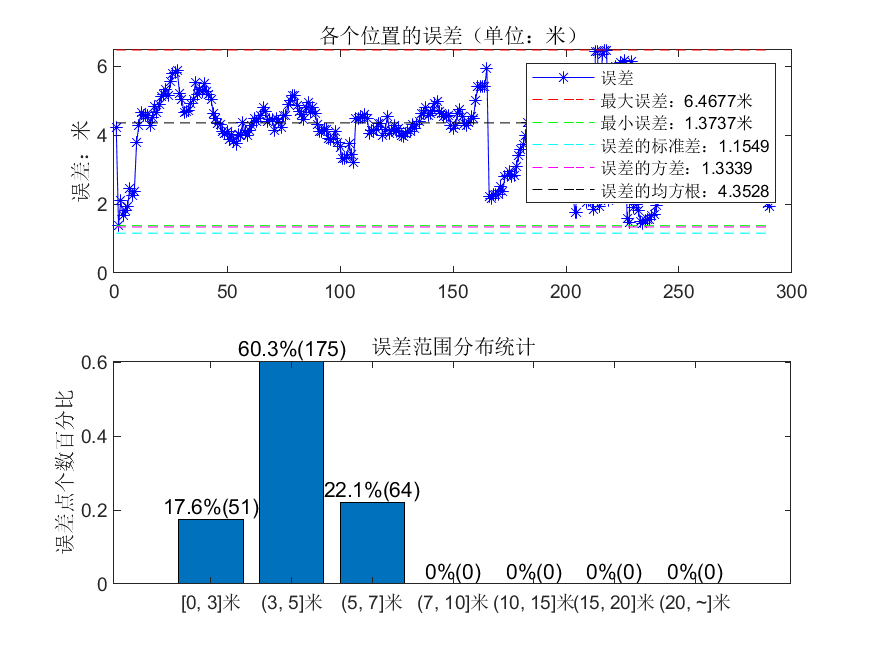 各个位置的误差（单位：米）
误差：米
6
4
2
0
误差
最大误差：6.4677米
最小误差：1.3737米
误差的标准差：1.1549
误差的方差：1.3339
误差的均方根：4.3528
0 50 100 150 200 250 300
误差范围分布统计
误差点个数百分比
0.6
0.4
0.2
0
17.6%(51) 60.3%(175) 22.1%(64) 0%(0) 0%(0) 0%(0) 0%(0)
[0, 3]米 (3, 5]米 (5, 7]米 (7, 10]米 (10, 15]米 (15, 20]米 (20, ~]米